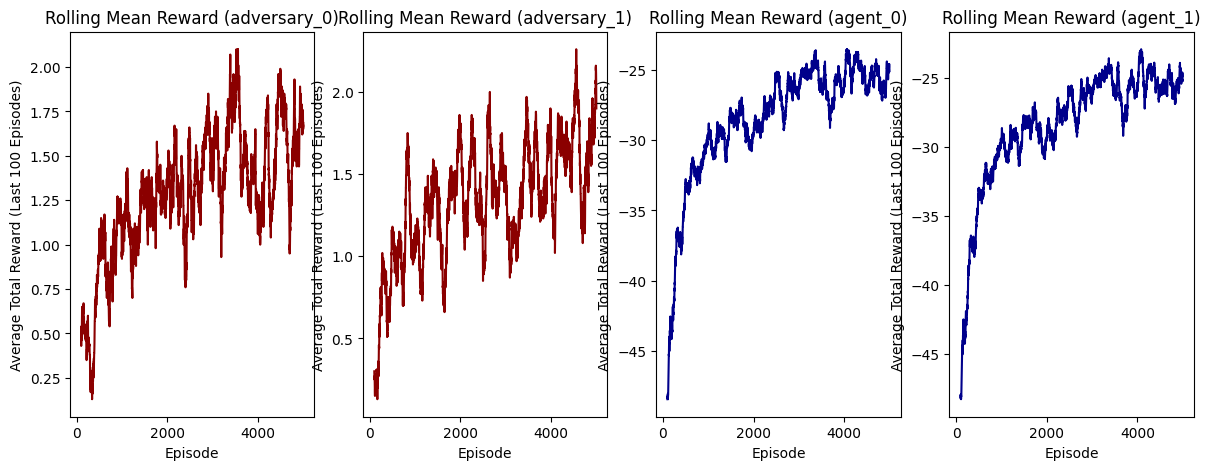 Rolling Mean Reward (adversary_0)
Average Total Reward (Last 100 Episodes)
2.00
1.75
1.50
1.25
1.00
0.75
0.50
0.25
0
2000
4000
Episode
Rolling Mean Reward (adversary_1)
Average Total Reward (Last 100 Episodes)
2.0
1.5
1.0
0.5
0
2000
4000
Episode
Rolling Mean Reward (agent_0)
Average Total Reward (Last 100 Episodes)
−25
−30
−35
−40
−45
0
2000
4000
Episode
Rolling Mean Reward (agent_1)
Average Total Reward (Last 100 Episodes)
−25
−30
−35
−40
−45
0
2000
4000
Episode